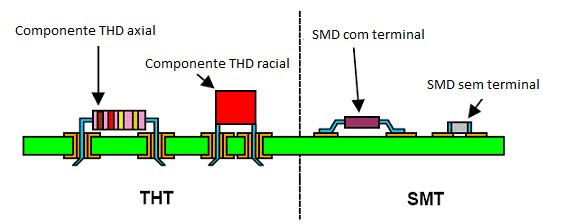 Componente THD axial
Componente THD racial
SMD com terminal
SMD sem terminal
THT
SMT